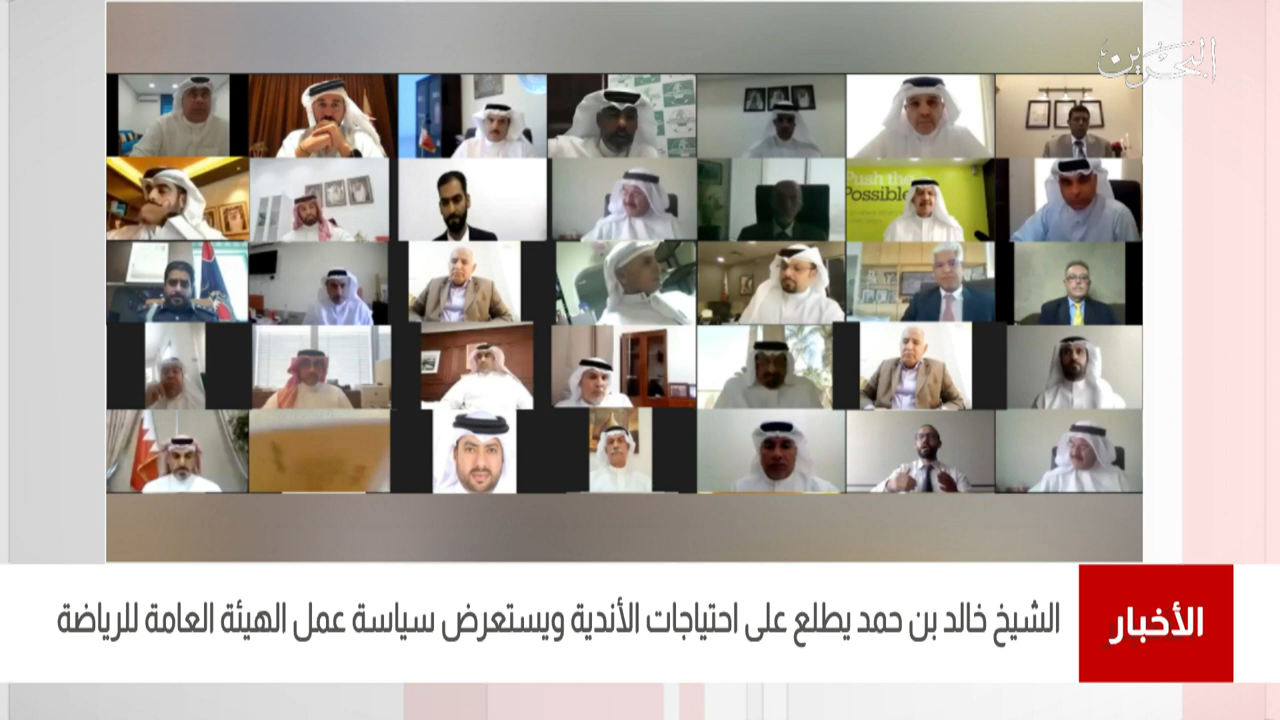 البحرين
Push the
Possible
الأخبار
الشيخ خالد بن حمد يطلع على احتياجات الأندية ويستعرض سياسة عمل الهيئة العامة للرياضة